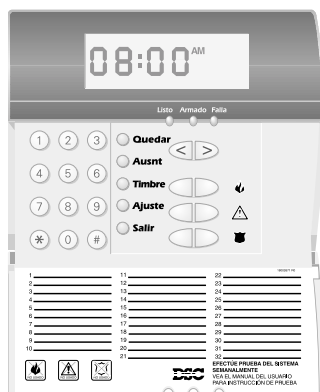 08:00 AM
Listo Armado Falla
1 2 3 Quedar < >
Ausnt
4 5 6
Timbre
7 8 9 Ajuste
* 0 # Salir
1 11 22
2 12 23
3 13 24
4 14 25
5 15 26
6 16 27
7 17 28
8 18 29
9 19 30
10 20 31
21 32
DSC
EFECTÚE PRUEBA DEL SISTEMA
SEMANALMENTE
VEA EL MANUAL DEL USUARIO
PARA INSTRUCCIÓN DE PRUEBA